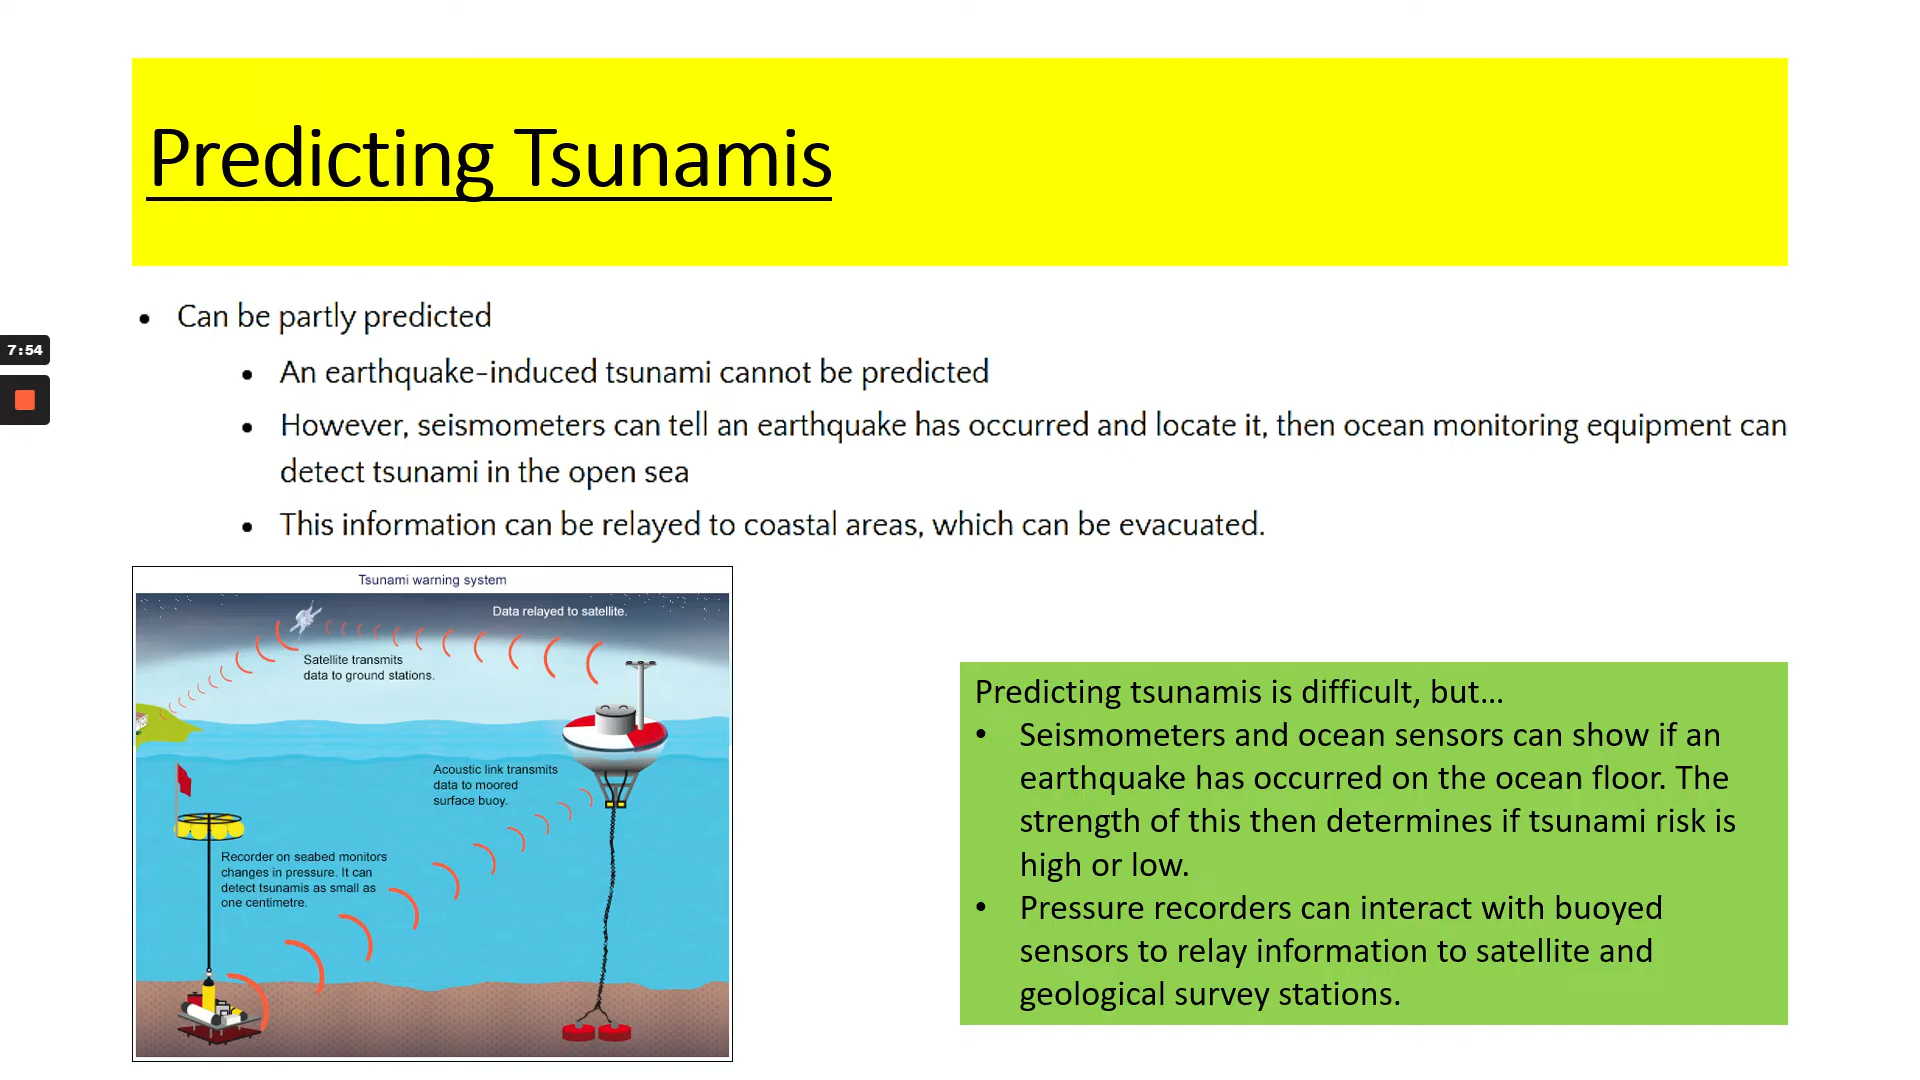 Predicting Tsunamis
• Can be partly predicted
• An earthquake-induced tsunami cannot be predicted
• However, seismometers can tell an earthquake has occurred and locate it, then ocean monitoring equipment can
detect tsunami in the open sea
• This information can be relayed to coastal areas, which can be evacuated.
7:54
Tsunami warning system
Data relayed to satellite.
Satellite transmits
data to ground stations.
Acoustic link transmits
data to moored
surface buoy.
Recorder on seabed monitors
changes in pressure. It can
detect tsunamis as small as
one centimetre.
Predicting tsunamis is difficult, but...
• Seismometers and ocean sensors can show if an
earthquake has occurred on the ocean floor. The
strength of this then determines if tsunami risk is
high or low.
• Pressure recorders can interact with buoyed
sensors to relay information to satellite and
geological survey stations.